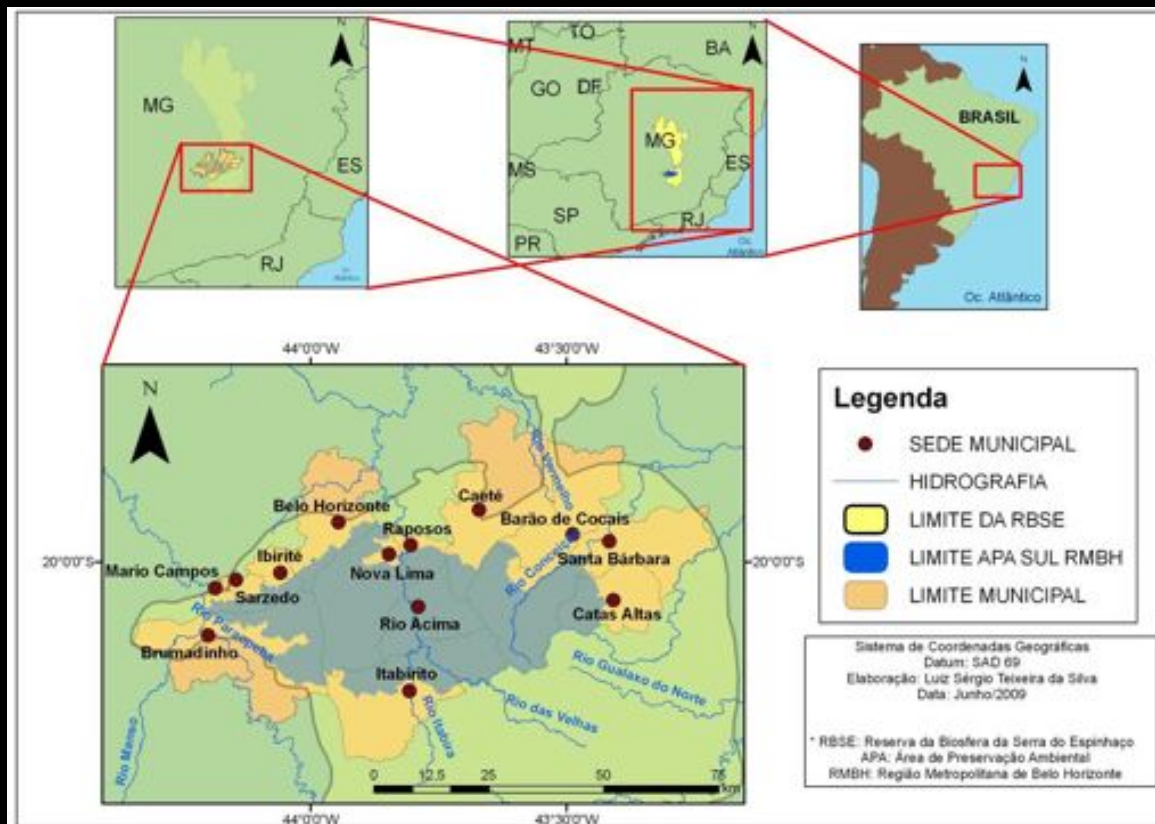 N
MG
ES
RJ
Oc.
Atlântico
N
MT
TO
BA
GO
DF
MG
ES
MS
SP
RJ
PR
Oc.
Atlântico
N
BRASIL
Oc. Atlântico
44°0'0"W
43°30'0"W
N
Rio Vermelho
Belo Horizonte
Caeté
Raposos
Barão de Cocais
20°0'0"S
Ibirité
Nova Lima
Rio Conceição
Santa Bárbara
20°0'0"S
Mario Campos
Sarzedo
Rio Acima
Catas Altas
Rio Paraopeba
Brumadinho
Itabirito
Rio Gualaxo do Norte
Rio das Velhas
Rio Manso
Rio Itabira
0 12,5 25 50 75
km
44°0'0"W
43°30'0"W
Legenda
SEDE MUNICIPAL
HIDROGRAFIA
LIMITE DA RBSE
LIMITE APA SUL RMBH
LIMITE MUNICIPAL
Sistema de Coordenadas Geográficas
Datum: SAD 69
Elaboração: Luiz Sérgio Teixeira da Silva
Data: Junho/2009
* RBSE: Reserva da Biosfera da Serra do Espinhaço
APA: Área de Preservação Ambiental
RMBH: Região Metropolitana de Belo Horizonte